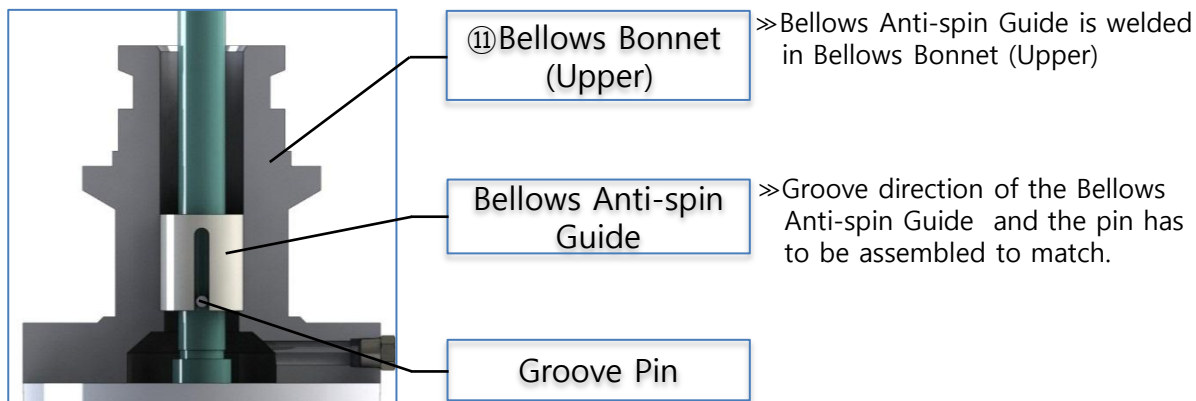 ⑪Bellows Bonnet
(Upper)
≫Bellows Anti-spin Guide is welded
in Bellows Bonnet (Upper)
Bellows Anti-spin
Guide
≫Groove direction of the Bellows
Anti-spin Guide and the pin has
to be assembled to match.
Groove Pin